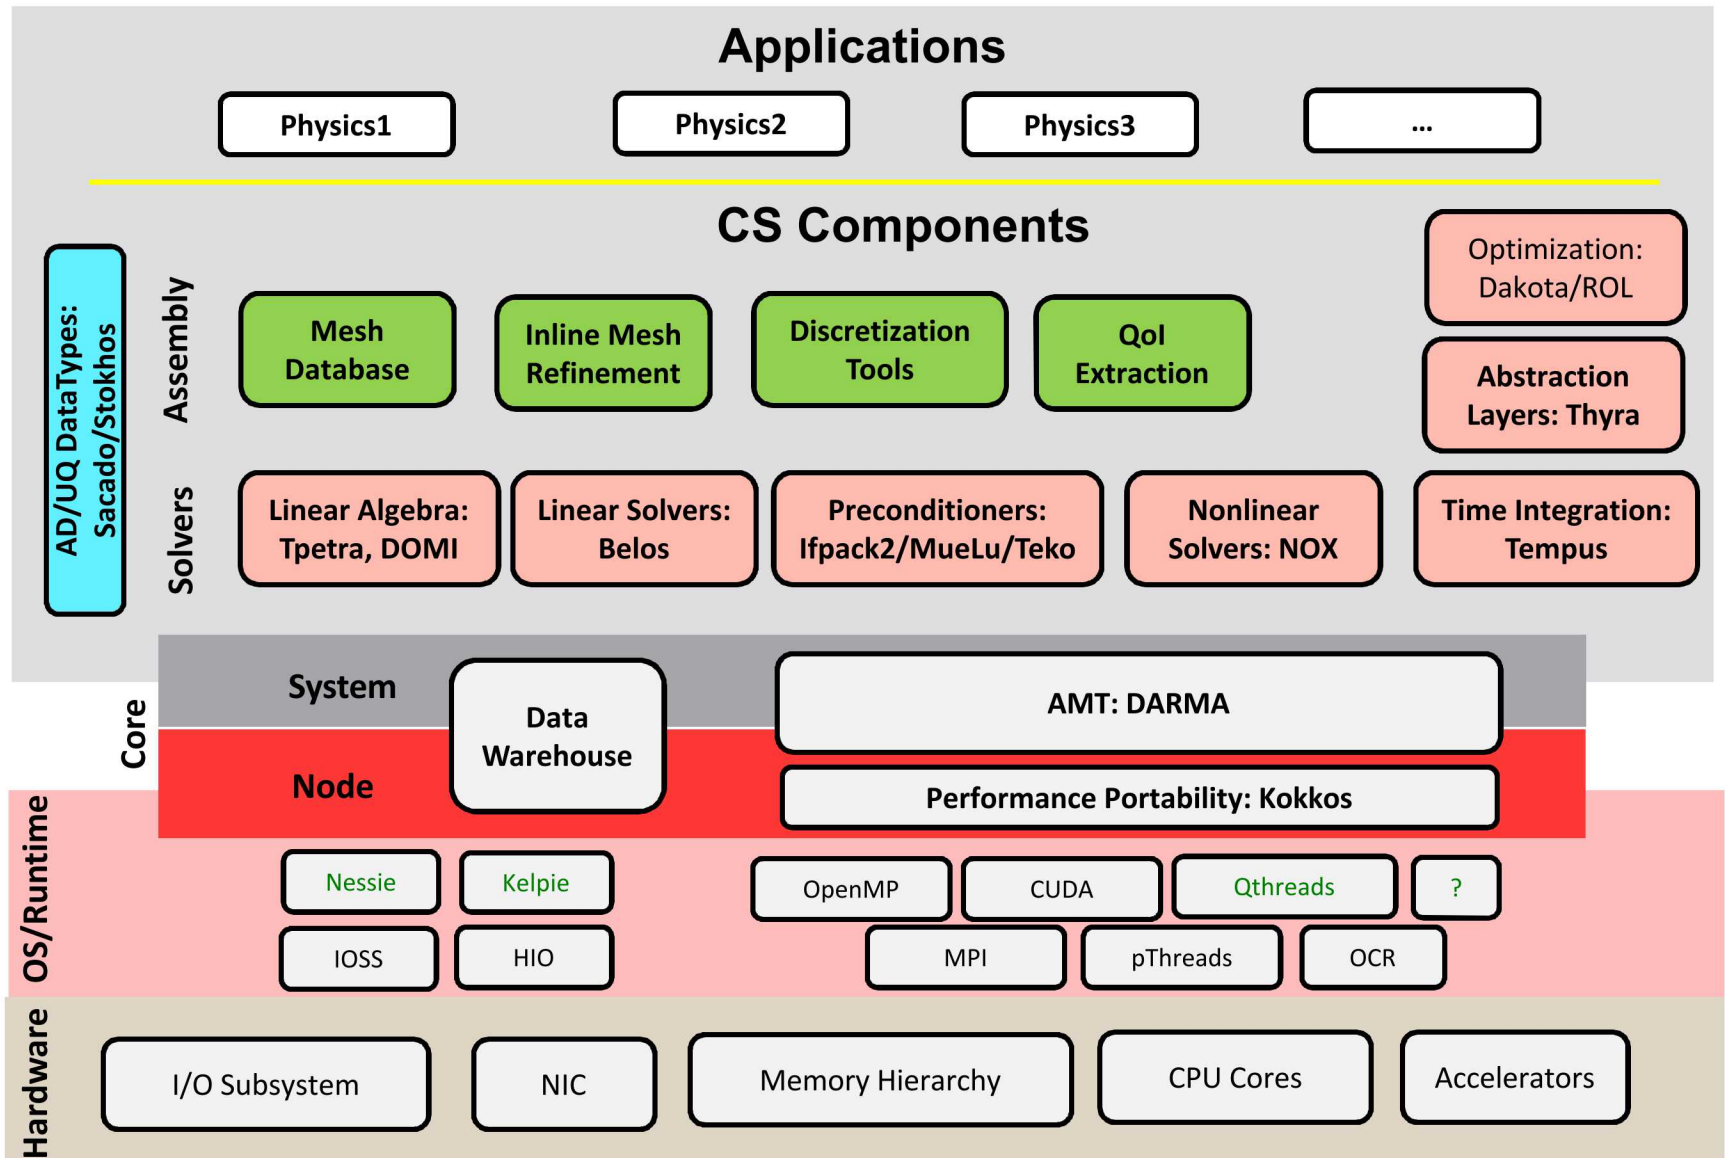 Applications
Physics1
Physics2
Physics3
...
CS Components
AD/UQ DataTypes:
Sacado/Stokhos
Assembly
Mesh
Database
Inline Mesh
Refinement
Discretization
Tools
QoI
Extraction
Optimization:
Dakota/ROL
Abstraction
Layers: Thyra
Solvers
Linear Algebra:
Tpetra, DOMI
Linear Solvers:
Belos
Preconditioners:
Ifpack2/MueLu/Teko
Nonlinear
Solvers: NOX
Time Integration:
Tempus
Core
System
Data
Warehouse
AMT: DARMA
Node
Performance Portability: Kokkos
OS/Runtime
Nessie
Kelpie
OpenMP
CUDA
Qthreads
?
IOSS
HIO
MPI
pThreads
OCR
Hardware
I/O Subsystem
NIC
Memory Hierarchy
CPU Cores
Accelerators